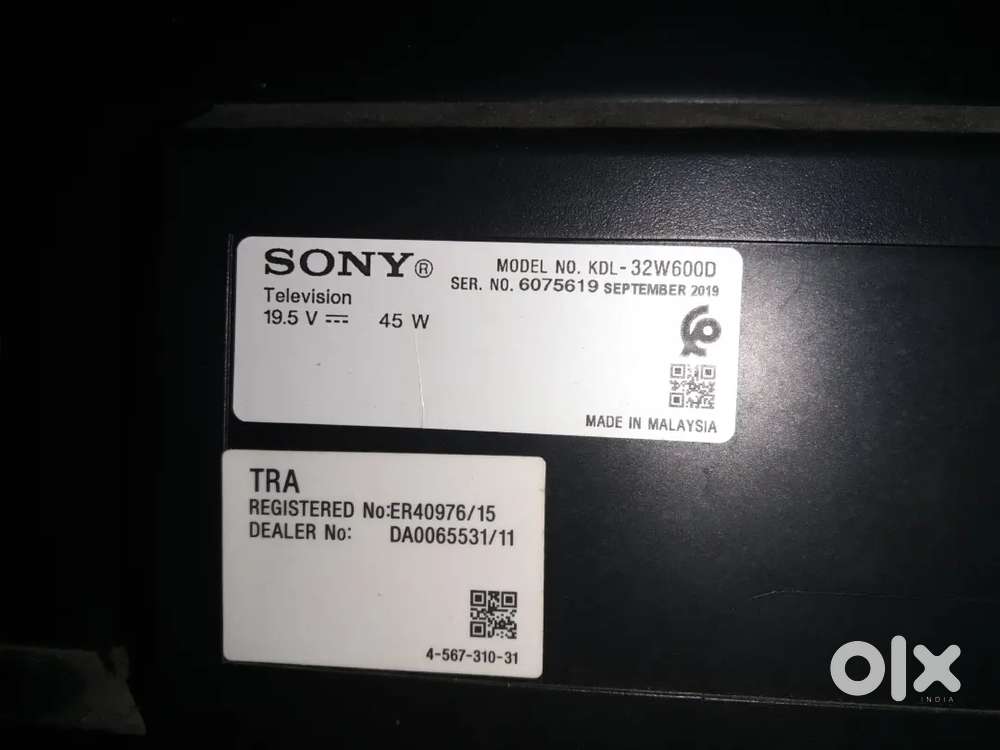 SONY®
Television
19.5 V ⎓ 45 W
MODEL NO. KDL-32W600D
SER. NO. 6075619 SEPTEMBER 2019
MADE IN MALAYSIA
TRA
REGISTERED No:ER40976/15
DEALER No: DA0065531/11
4-567-310-31
olx
INDIA